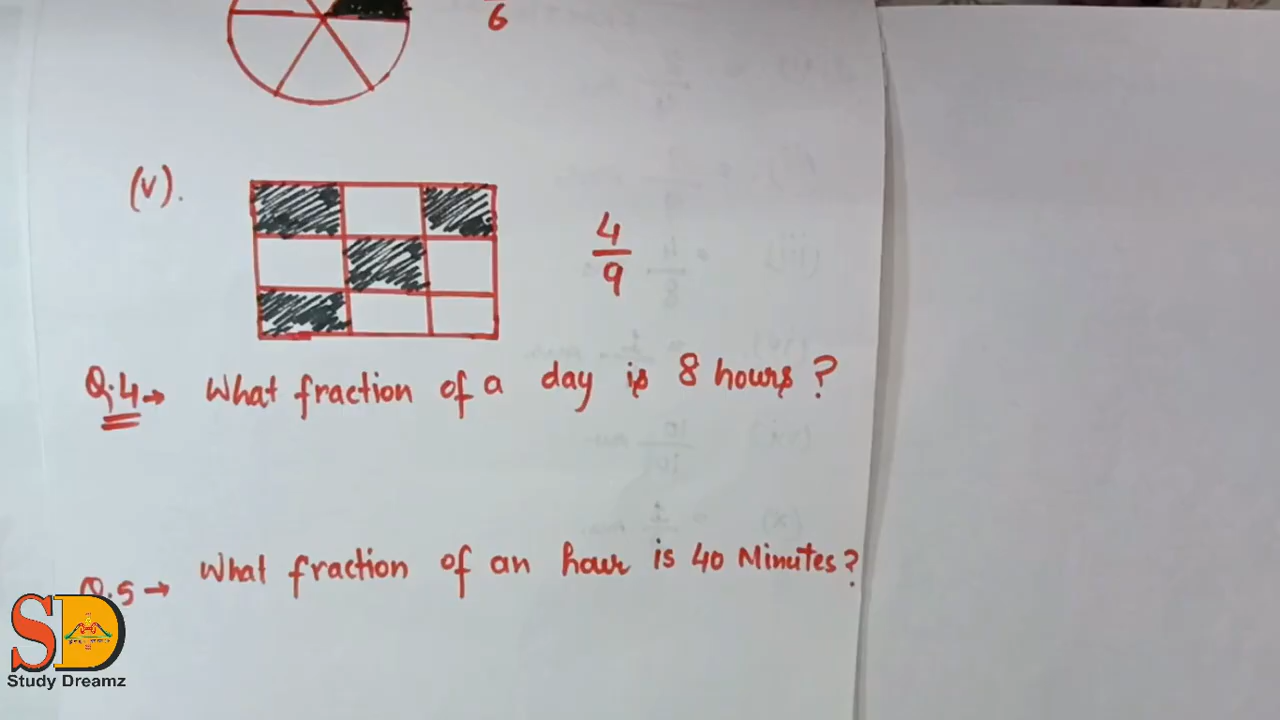 6
(V).
4
9
Q.4→ What fraction of a day is 8 hours?
Q.5→ What fraction of an hour is 40 Minutes?
SD
Study Dreamz